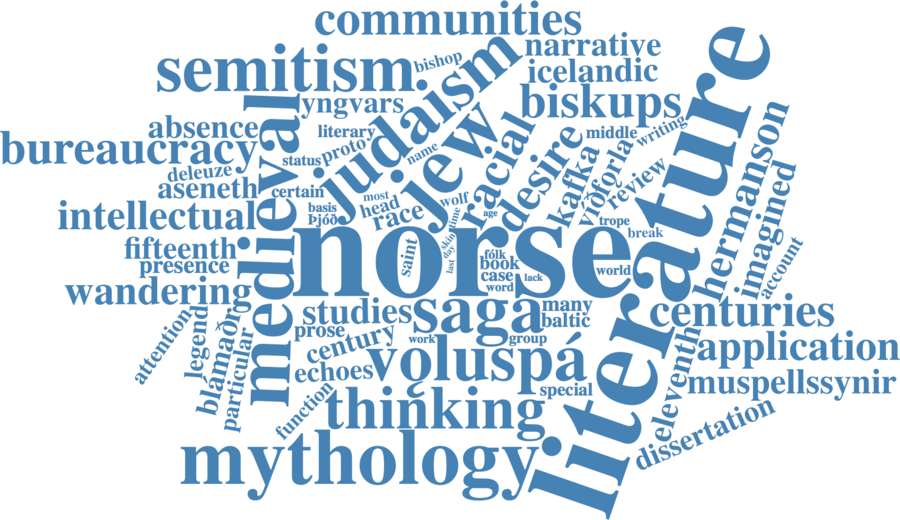 communities
semitism
bishop
judaism
narrative
icelandic
literature
yngvars
biskups
absence
literary
middle
writing
bureaucracy
medieval
status
proto
name
jew
racial
desire
kafka
víðförla
review
hermanson
deleuze
aseneth
certain
most
head
wolf
imagined
intellectual
basis
Þjóð
race
age
time
skin
day
last
trope
break
account
fifteenth
presence
norse
saint
fólk
book
case
word
lack
world
wandering
studies
saga
many
baltic
centuries
attention
legend
blámaðr
particular
prose
century
work
group
application
echoes
vǫluspá
special
eleventh
muspellssynir
function
thinking
dissertation
mythology